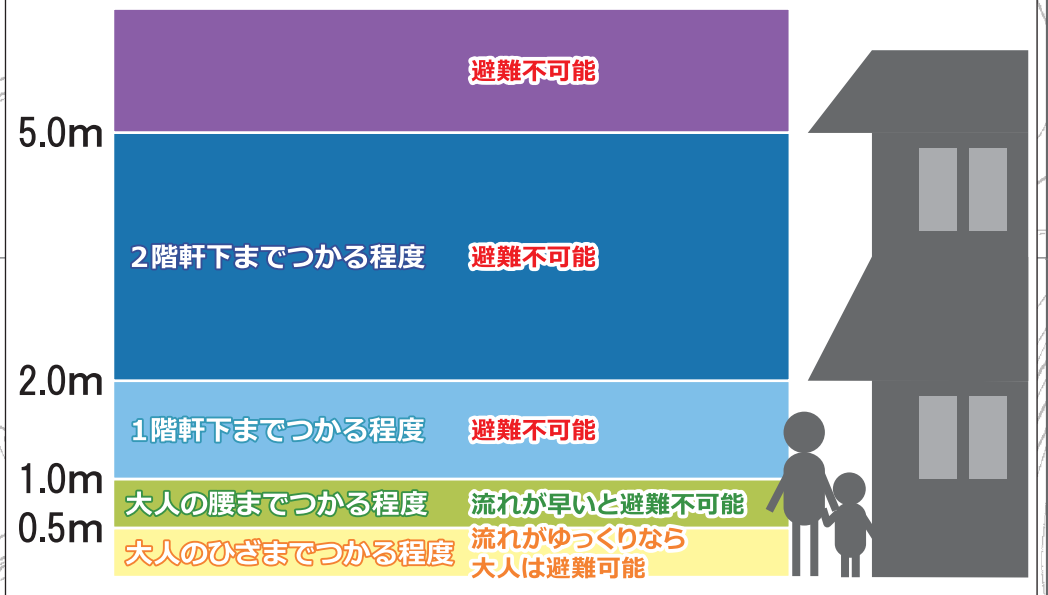 避難不可能
5.0m
2階軒下までつかる程度 避難不可能
2.0m
1階軒下までつかる程度 避難不可能
1.0m
大人の腰までつかる程度 流れが早いと避難不可能
0.5m
大人のひざまでつかる程度 流れがゆっくりなら
大人は避難可能